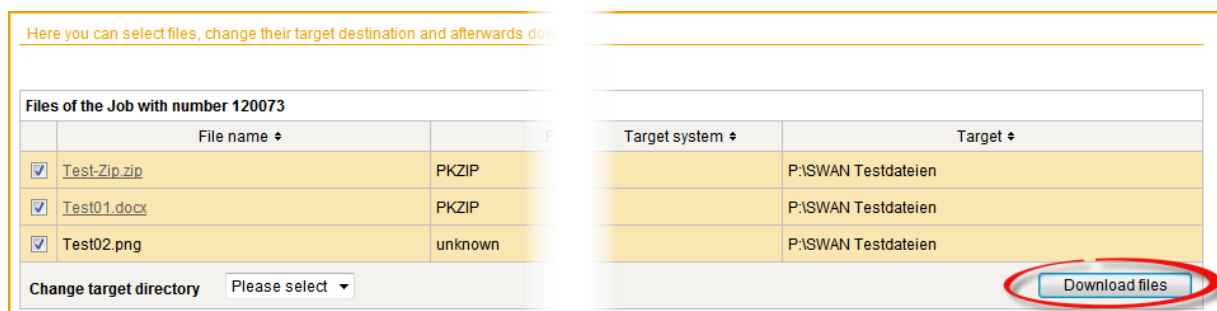 Here you can select files, change their target destination and afterwards
Files of the Job with number 120073
File name Target system Target
Test-Zip.zip PKZIP P:\SWAN Testdateien
Test01.docx PKZIP P:\SWAN Testdateien
Test02.png unknown P:\SWAN Testdateien
Change target directory Please select Download files